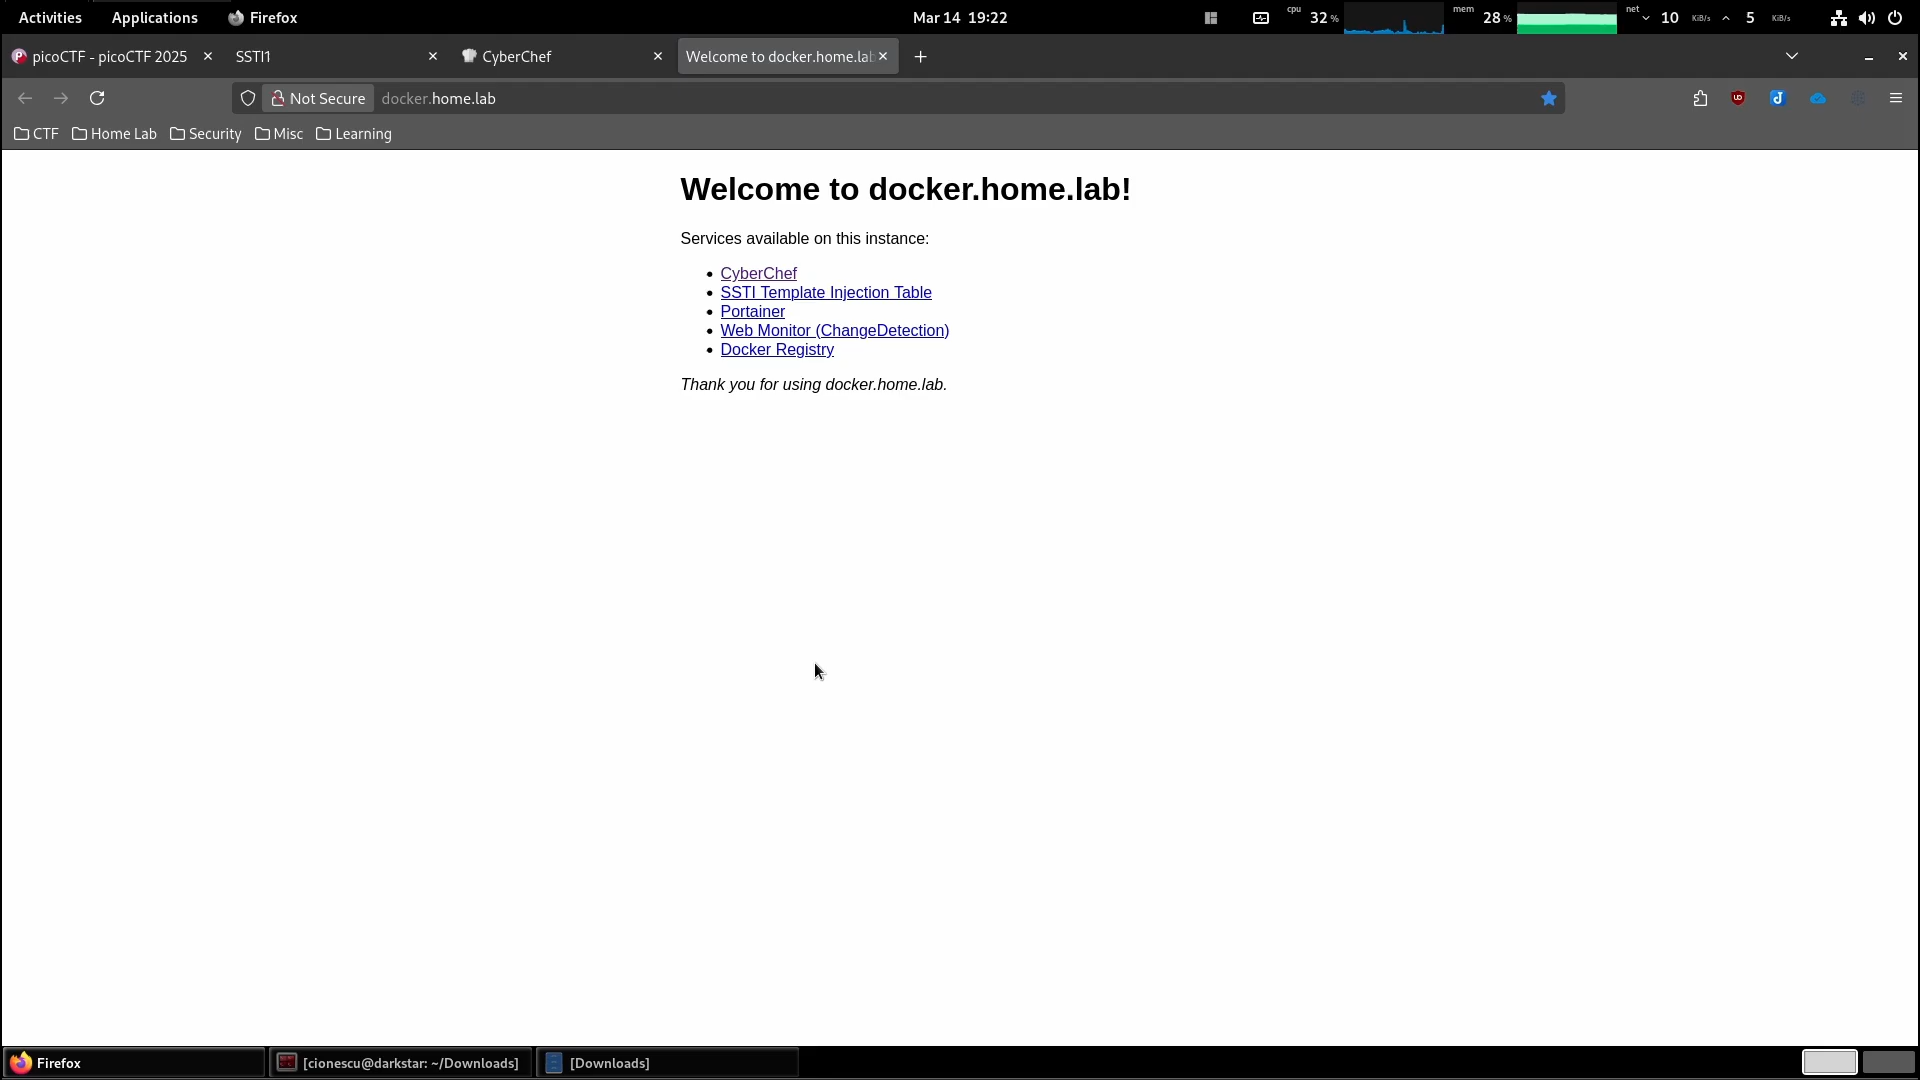 Activities Applications Firefox Mar 14 19:22 cpu 32 % mem 28 % net 10 KiB/s 5 KiB/s
picoCTF - picoCTF 2025 SSTI1 CyberChef Welcome to docker.home.lab
Not Secure docker.home.lab
CTF Home Lab Security Misc Learning
Welcome to docker.home.lab!
Services available on this instance:
• CyberChef
• SSTI Template Injection Table
• Portainer
• Web Monitor (ChangeDetection)
• Docker Registry
Thank you for using docker.home.lab.
Firefox [cionescu@darkstar: ~/Downloads] [Downloads]